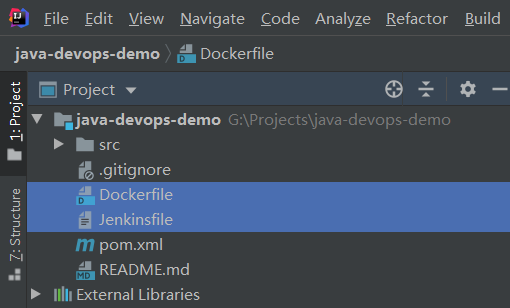 File Edit View Navigate Code Analyze Refactor Build
java-devops-demo Dockerfile
Project
java-devops-demo G:\Projects\java-devops-demo
src
.gitignore
Dockerfile
Jenkinsfile
pom.xml
README.md
External Libraries
1: Project
7: Structure